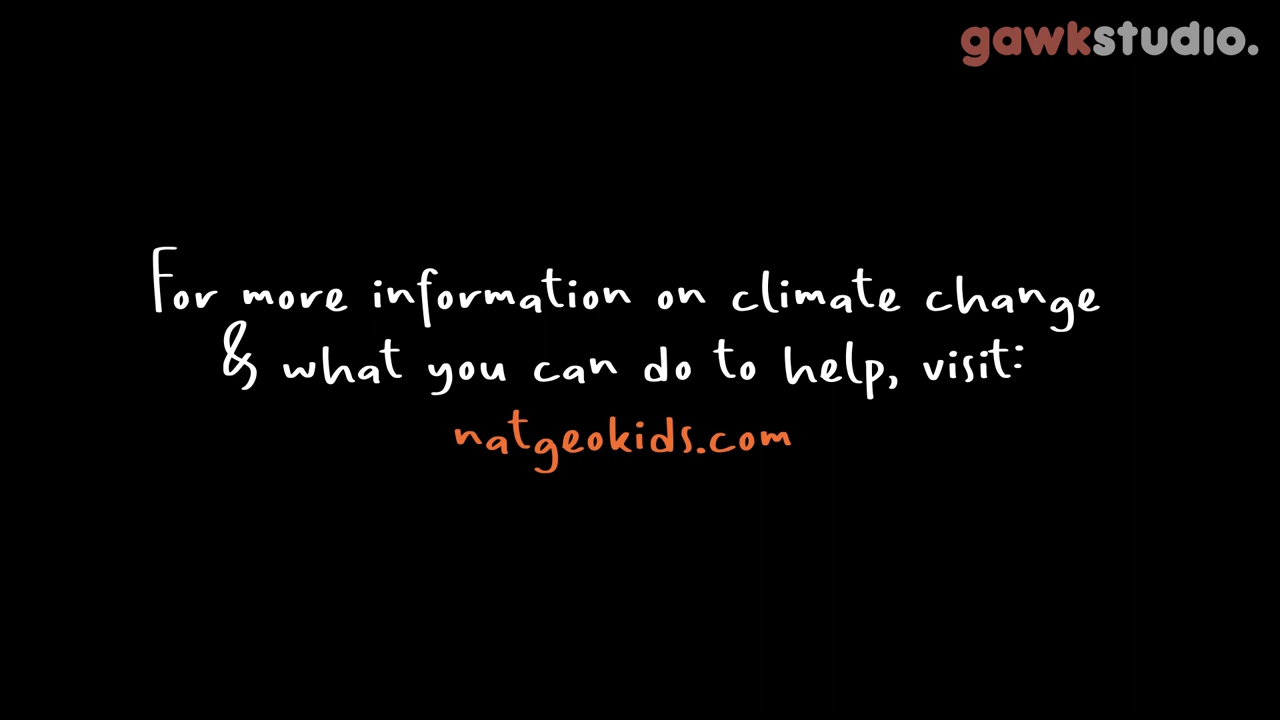 gawkstudio.
For more information on climate change
& what you can do to help, visit:
natgeokids.com